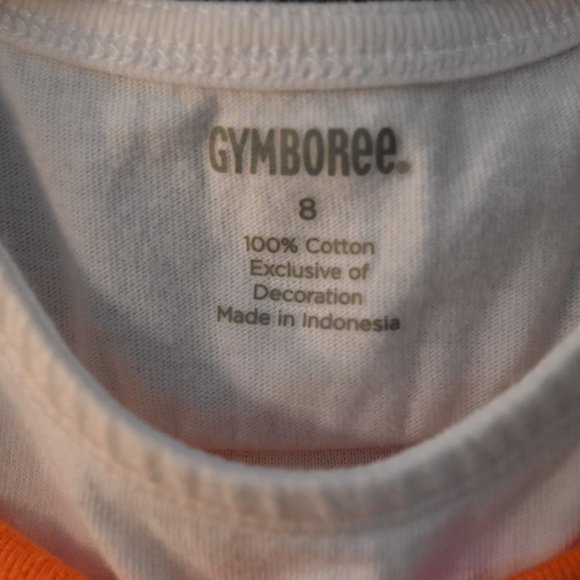 GYMBOREE.
8
100% Cotton
Exclusive of
Decoration
Made in Indonesia